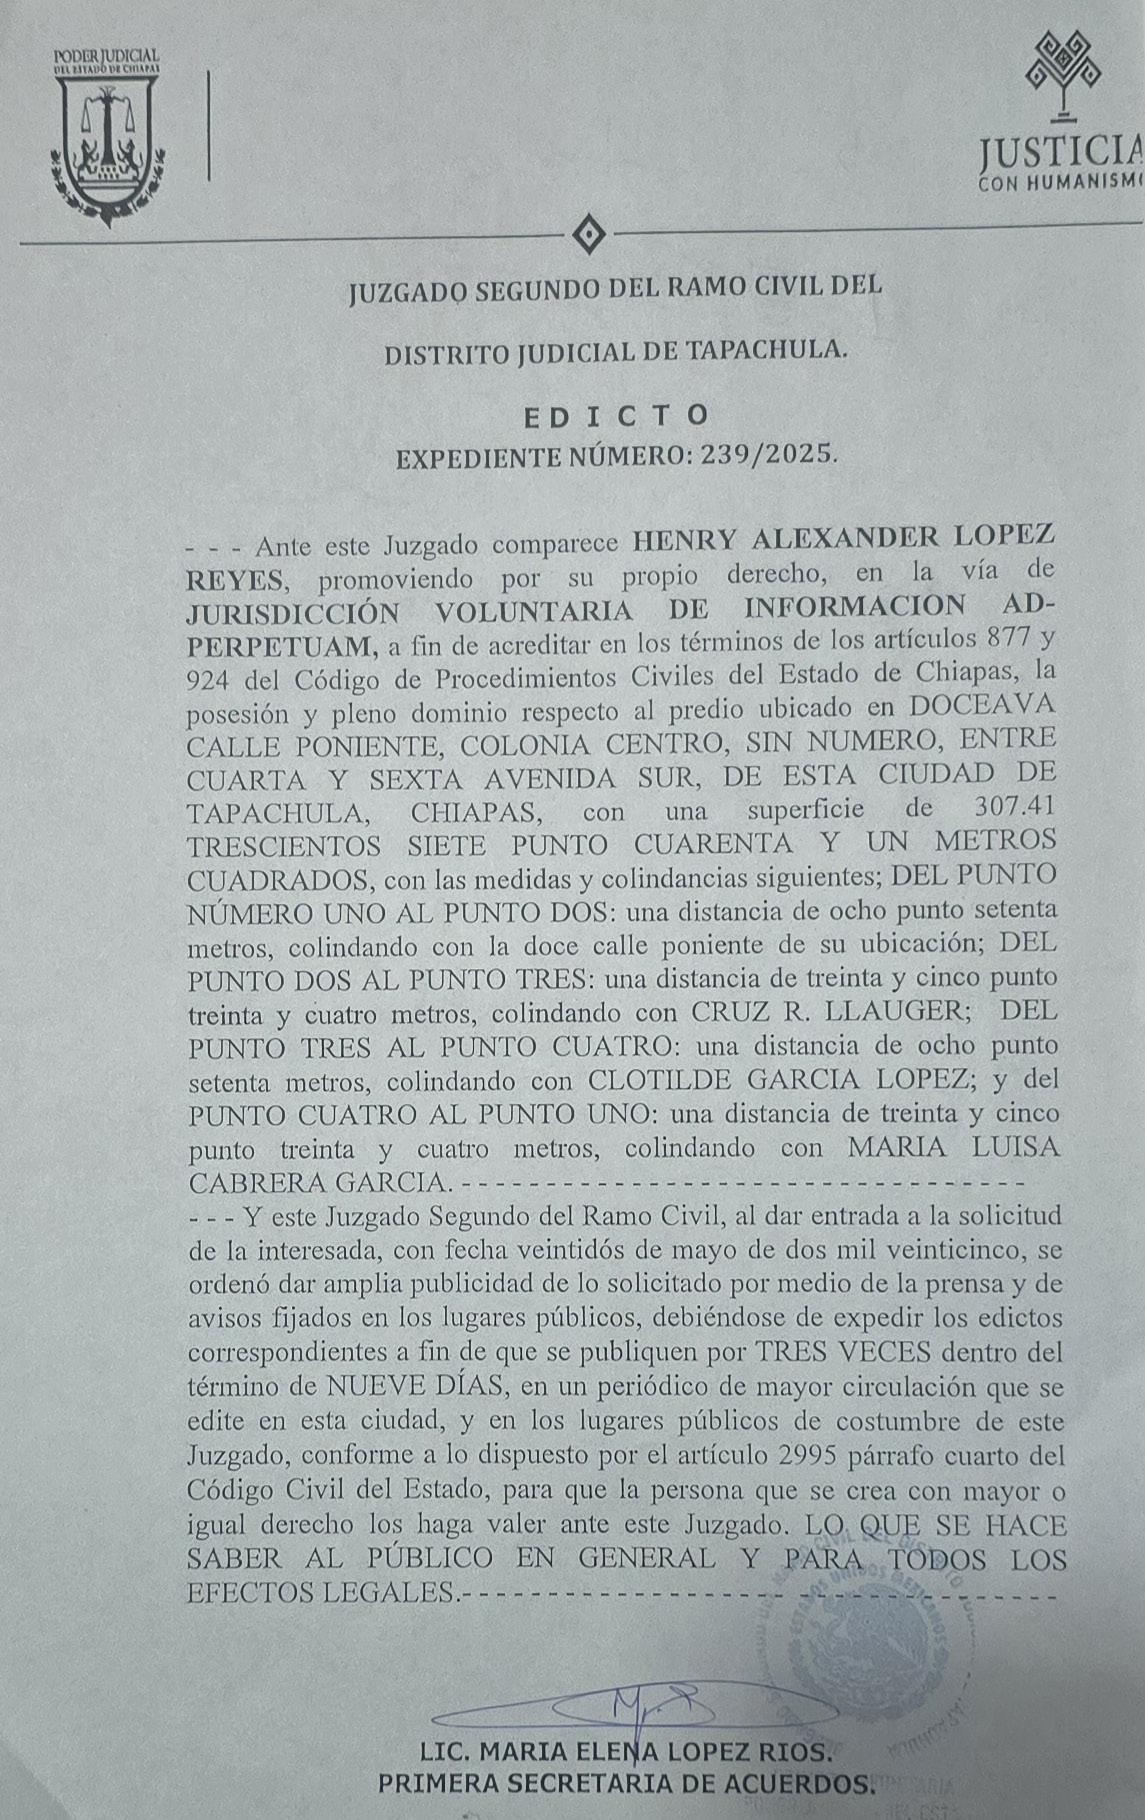 PODER JUDICIAL
DEL ESTADO DE CHIAPAS
JUSTICIA
CON HUMANISMO
JUZGADO SEGUNDO DEL RAMO CIVIL DEL
DISTRITO JUDICIAL DE TAPACHULA.
E D I C T O
EXPEDIENTE NÚMERO: 239/2025.
- - - Ante este Juzgado comparece HENRY ALEXANDER LOPEZ
REYES, promoviendo por su propio derecho, en la vía de
JURISDICCIÓN VOLUNTARIA DE INFORMACION AD-
PERPETUAM, a fin de acreditar en los términos de los artículos 877 y
924 del Código de Procedimientos Civiles del Estado de Chiapas, la
posesión y pleno dominio respecto al predio ubicado en DOCEAVA
CALLE PONIENTE, COLONIA CENTRO, SIN NUMERO, ENTRE
CUARTA Y SEXTA AVENIDA SUR, DE ESTA CIUDAD DE
TAPACHULA, CHIAPAS, con una superficie de 307.41
TRESCIENTOS SIETE PUNTO CUARENTA Y UN METROS
CUADRADOS, con las medidas y colindancias siguientes; DEL PUNTO
NÚMERO UNO AL PUNTO DOS: una distancia de ocho punto setenta
metros, colindando con la doce calle poniente de su ubicación; DEL
PUNTO DOS AL PUNTO TRES: una distancia de treinta y cinco punto
treinta y cuatro metros, colindando con CRUZ R. LLAUGER; DEL
PUNTO TRES AL PUNTO CUATRO: una distancia de ocho punto
setenta metros, colindando con CLOTILDE GARCIA LOPEZ; y del
PUNTO CUATRO AL PUNTO UNO: una distancia de treinta y cinco
punto treinta y cuatro metros, colindando con MARIA LUISA
CABRERA GARCIA. - - - - - - - - - - - - - - - - - - - - - - - - - - - - - - - - -
- - - Y este Juzgado Segundo del Ramo Civil, al dar entrada a la solicitud
de la interesada, con fecha veintidós de mayo de dos mil veinticinco, se
ordenó dar amplia publicidad de lo solicitado por medio de la prensa y de
avisos fijados en los lugares públicos, debiéndose de expedir los edictos
correspondientes a fin de que se publiquen por TRES VECES dentro del
término de NUEVE DÍAS, en un periódico de mayor circulación que se
edite en esta ciudad, y en los lugares públicos de costumbre de este
Juzgado, conforme a lo dispuesto por el artículo 2995 párrafo cuarto del
Código Civil del Estado, para que la persona que se crea con mayor o
igual derecho los haga valer ante este Juzgado. LO QUE SE HACE
SABER AL PÚBLICO EN GENERAL Y PARA TODOS LOS
EFECTOS LEGALES.- - - - - - - - - - - - - - - - - - - - - - - - - - - - - - - - - -
ESTADOS UNIDOS MEXICANOS
LIC. MARIA ELENA LOPEZ RIOS.
PRIMERA SECRETARIA DE ACUERDOS.